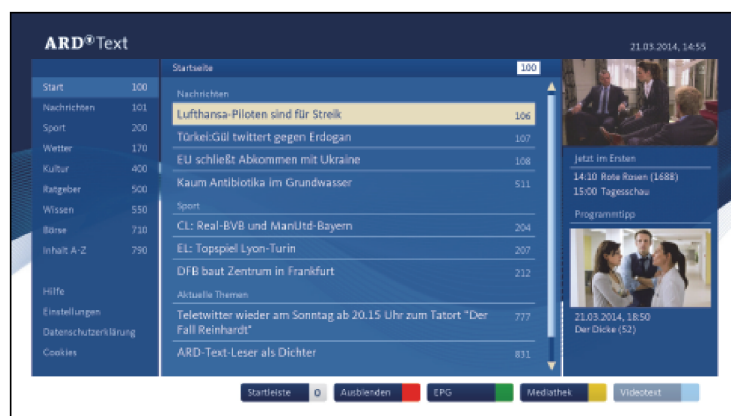 ARD Text
21.03.2014, 14:55
Startseite 100
Start 100
Nachrichten 101
Sport 200
Wetter 170
Kultur 400
Ratgeber 500
Wissen 550
Börse 710
Inhalt A-Z 790
Hilfe
Einstellungen
Datenschutzerklärung
Cookies
Nachrichten
Lufthansa-Piloten sind für Streik 106
Türkei:Gül twittert gegen Erdogan 107
EU schließt Abkommen mit Ukraine 108
Kaum Antibiotika im Grundwasser 511
Sport
CL: Real-BVB und ManUtd-Bayern 204
EL: Topspiel Lyon-Turin 207
DFB baut Zentrum in Frankfurt 212
Aktuelle Themen
Teletwitter wieder am Sonntag ab 20.15 Uhr zum Tatort "Der 777
Fall Reinhardt"
ARD-Text-Leser als Dichter 831
Jetzt im Ersten
14:10 Rote Rosen (1688)
15:00 Tagesschau
Programmtipp
21.03.2014, 18:50
Der Dicke (52)
Startleiste 0 Ausblenden EPG Mediathek Videotext